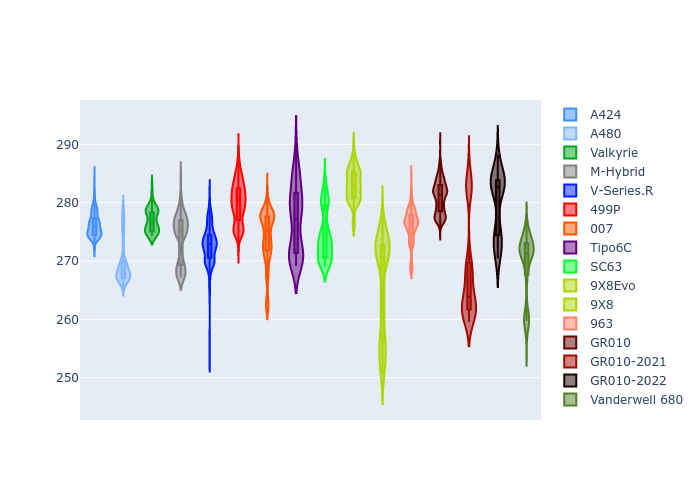 290
280
270
260
250
A424
A480
Valkyrie
M-Hybrid
V-Series.R
499P
007
Tipo6C
SC63
9X8Evo
9X8
963
GR010
GR010-2021
GR010-2022
Vanderwell 680